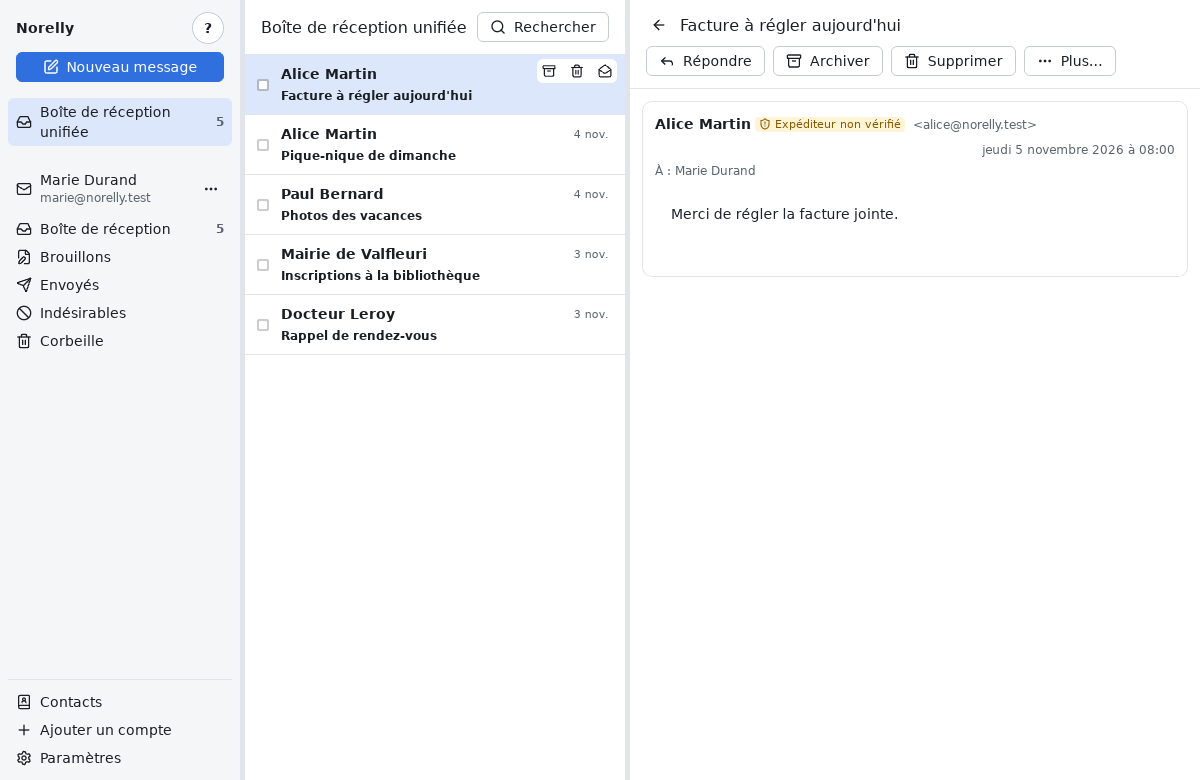 Norelly
?
Nouveau message
Boîte de réception
unifiée
5
Marie Durand
marie@norelly.test
Boîte de réception 5
Brouillons
Envoyés
Indésirables
Corbeille
Contacts
Ajouter un compte
Paramètres
Boîte de réception unifiée
Rechercher
Alice Martin
Facture à régler aujourd'hui
Alice Martin 4 nov.
Pique-nique de dimanche
Paul Bernard 4 nov.
Photos des vacances
Mairie de Valfleuri 3 nov.
Inscriptions à la bibliothèque
Docteur Leroy 3 nov.
Rappel de rendez-vous
Facture à régler aujourd'hui
Répondre Archiver Supprimer Plus...
Alice Martin Expéditeur non vérifié <alice@norelly.test>
jeudi 5 novembre 2026 à 08:00
À : Marie Durand
Merci de régler la facture jointe.